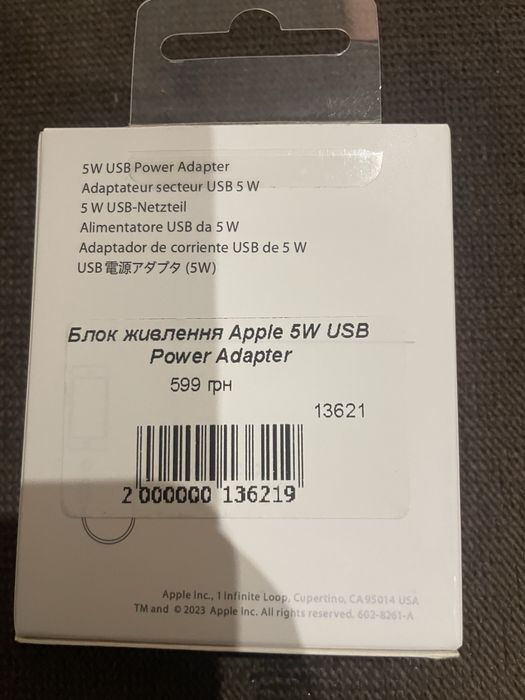 5W USB Power Adapter
Adaptateur secteur USB 5 W
5 W USB-Netzteil
Alimentatore USB da 5 W
Adaptador de corriente USB de 5 W
USB電源アダプタ (5W)
Блок живлення Apple 5W USB
Power Adapter
599 грн
13621
2 000000 136219
Apple Inc., 1 Infinite Loop, Cupertino, CA 95014 USA
TM and © 2023 Apple Inc. All rights reserved. 602-8261-A